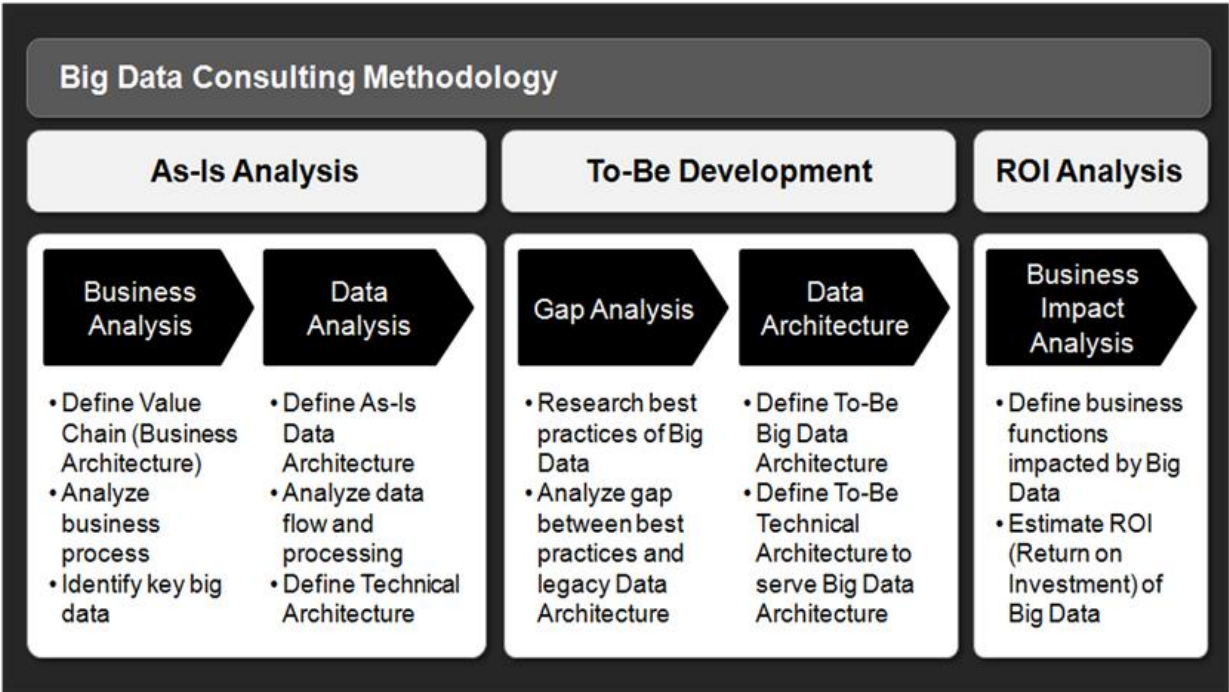 Big Data Consulting Methodology
As-Is Analysis
To-Be Development
ROI Analysis
Business
Analysis
• Define Value
Chain (Business
Architecture)
• Analyze
business
process
• Identify key big
data
Data
Analysis
• Define As-Is
Data
Architecture
• Analyze data
flow and
processing
• Define Technical
Architecture
Gap Analysis
• Research best
practices of Big
Data
• Analyze gap
between best
practices and
legacy Data
Architecture
Data
Architecture
• Define To-Be
Big Data
Architecture
• Define To-Be
Technical
Architecture to
serve Big Data
Architecture
Business
Impact
Analysis
• Define business
functions
impacted by Big
Data
• Estimate ROI
(Return on
Investment) of
Big Data